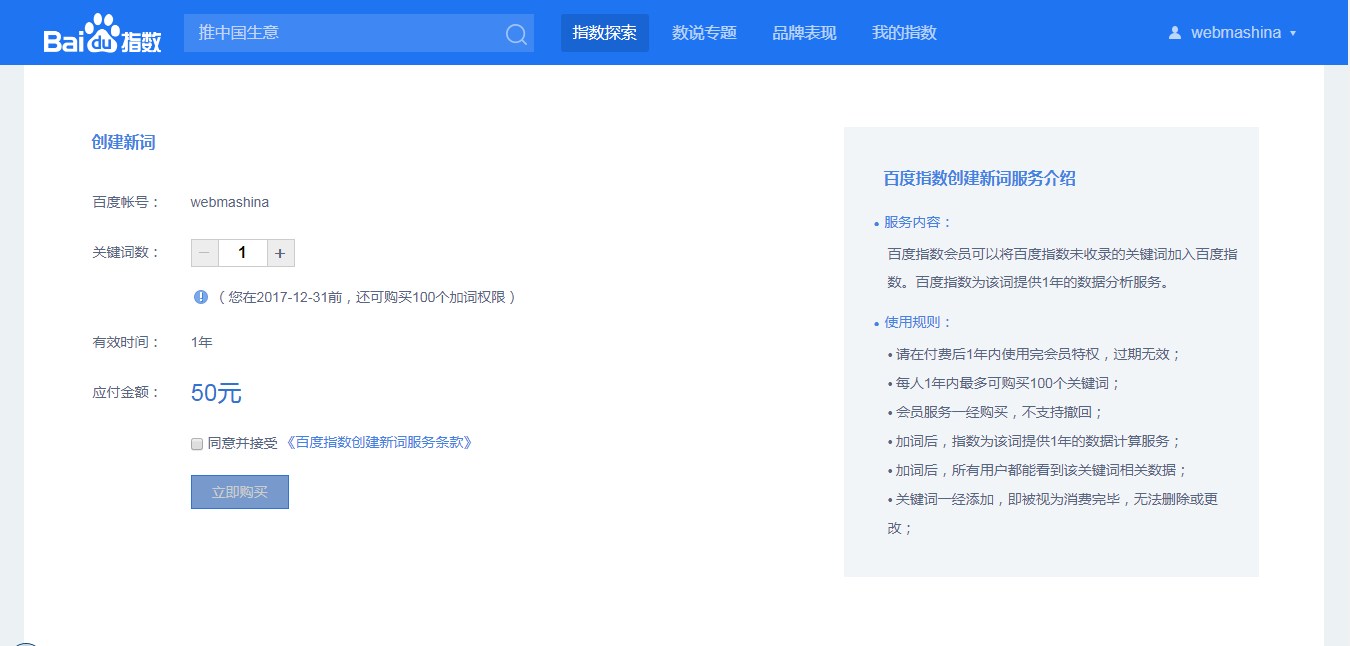 Bai du 指数
推中国生意
指数探索 数说专题 品牌表现 我的指数
webmashina
创建新词
百度帐号： webmashina
关键词数： － 1 +
（ 您在2017-12-31前，还可购买100个加词权限 ）
有效时间： 1年
应付金额： 50元
同意并接受 《百度指数创建新词服务条款》
立即购买
百度指数创建新词服务介绍
• 服务内容：
百度指数会员可以将百度指数未收录的关键词加入百度指
数。百度指数为该词提供1年的数据分析服务。
• 使用规则：
• 请在付费后1年内使用完会员特权，过期无效；
• 每人1年内最多可购买100个关键词；
• 会员服务一经购买，不支持撤回；
• 加词后，指数为该词提供1年的数据计算服务；
• 加词后，所有用户都能看到该关键词相关数据；
• 关键词一经添加，即被视为消费完毕，无法删除或更
改；